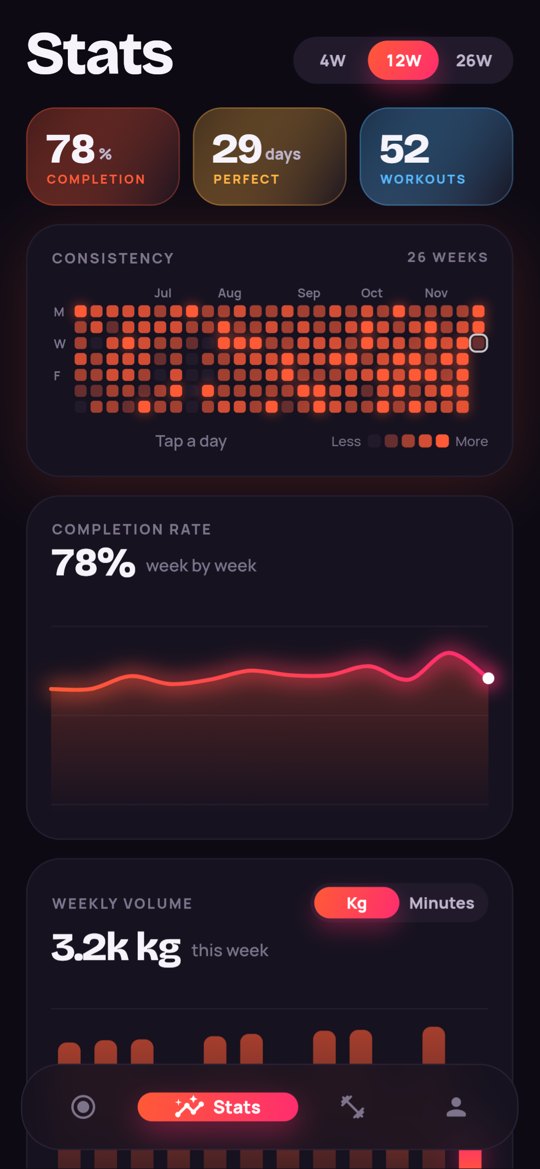 Stats
4W 12W 26W
78 % 29 days 52
COMPLETION PERFECT WORKOUTS
CONSISTENCY 26 WEEKS
Jul Aug Sep Oct Nov
M
W
F
Tap a day Less More
COMPLETION RATE
78% week by week
WEEKLY VOLUME Kg Minutes
3.2k kg this week
Stats